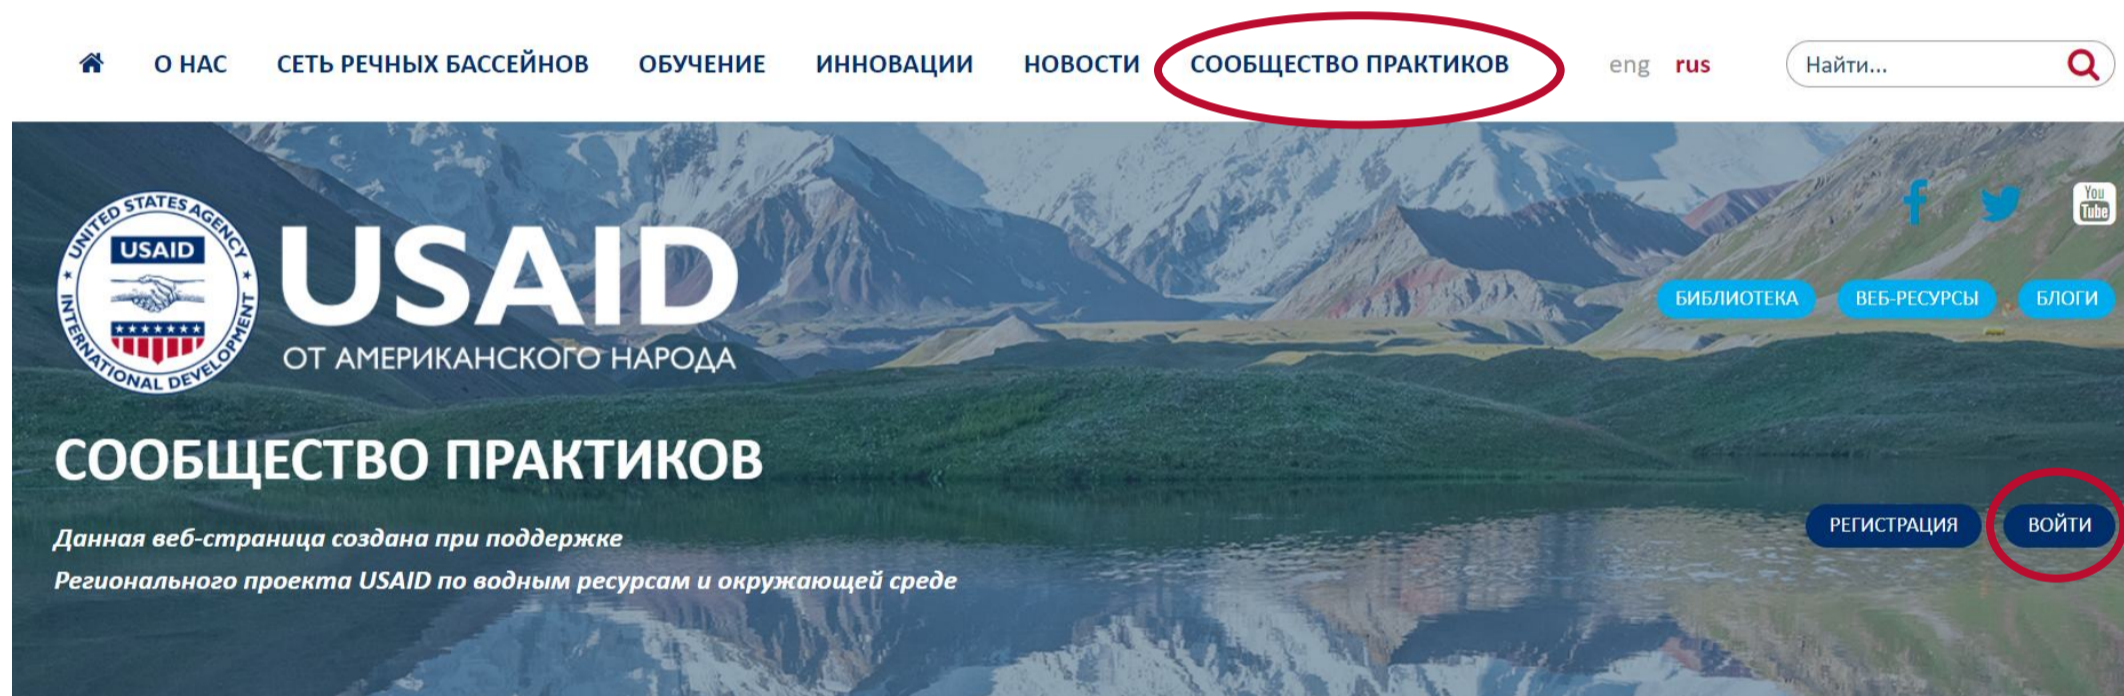 О НАС СЕТЬ РЕЧНЫХ БАССЕЙНОВ ОБУЧЕНИЕ ИННОВАЦИИ НОВОСТИ СООБЩЕСТВО ПРАКТИКОВ eng rus Найти...
UNITED STATES AGENCY
INTERNATIONAL DEVELOPMENT
USAID
USAID
ОТ АМЕРИКАНСКОГО НАРОДА
You
Tube
БИБЛИОТЕКА ВЕБ-РЕСУРСЫ БЛОГИ
СООБЩЕСТВО ПРАКТИКОВ
РЕГИСТРАЦИЯ ВОЙТИ
Данная веб-страница создана при поддержке
Регионального проекта USAID по водным ресурсам и окружающей среде